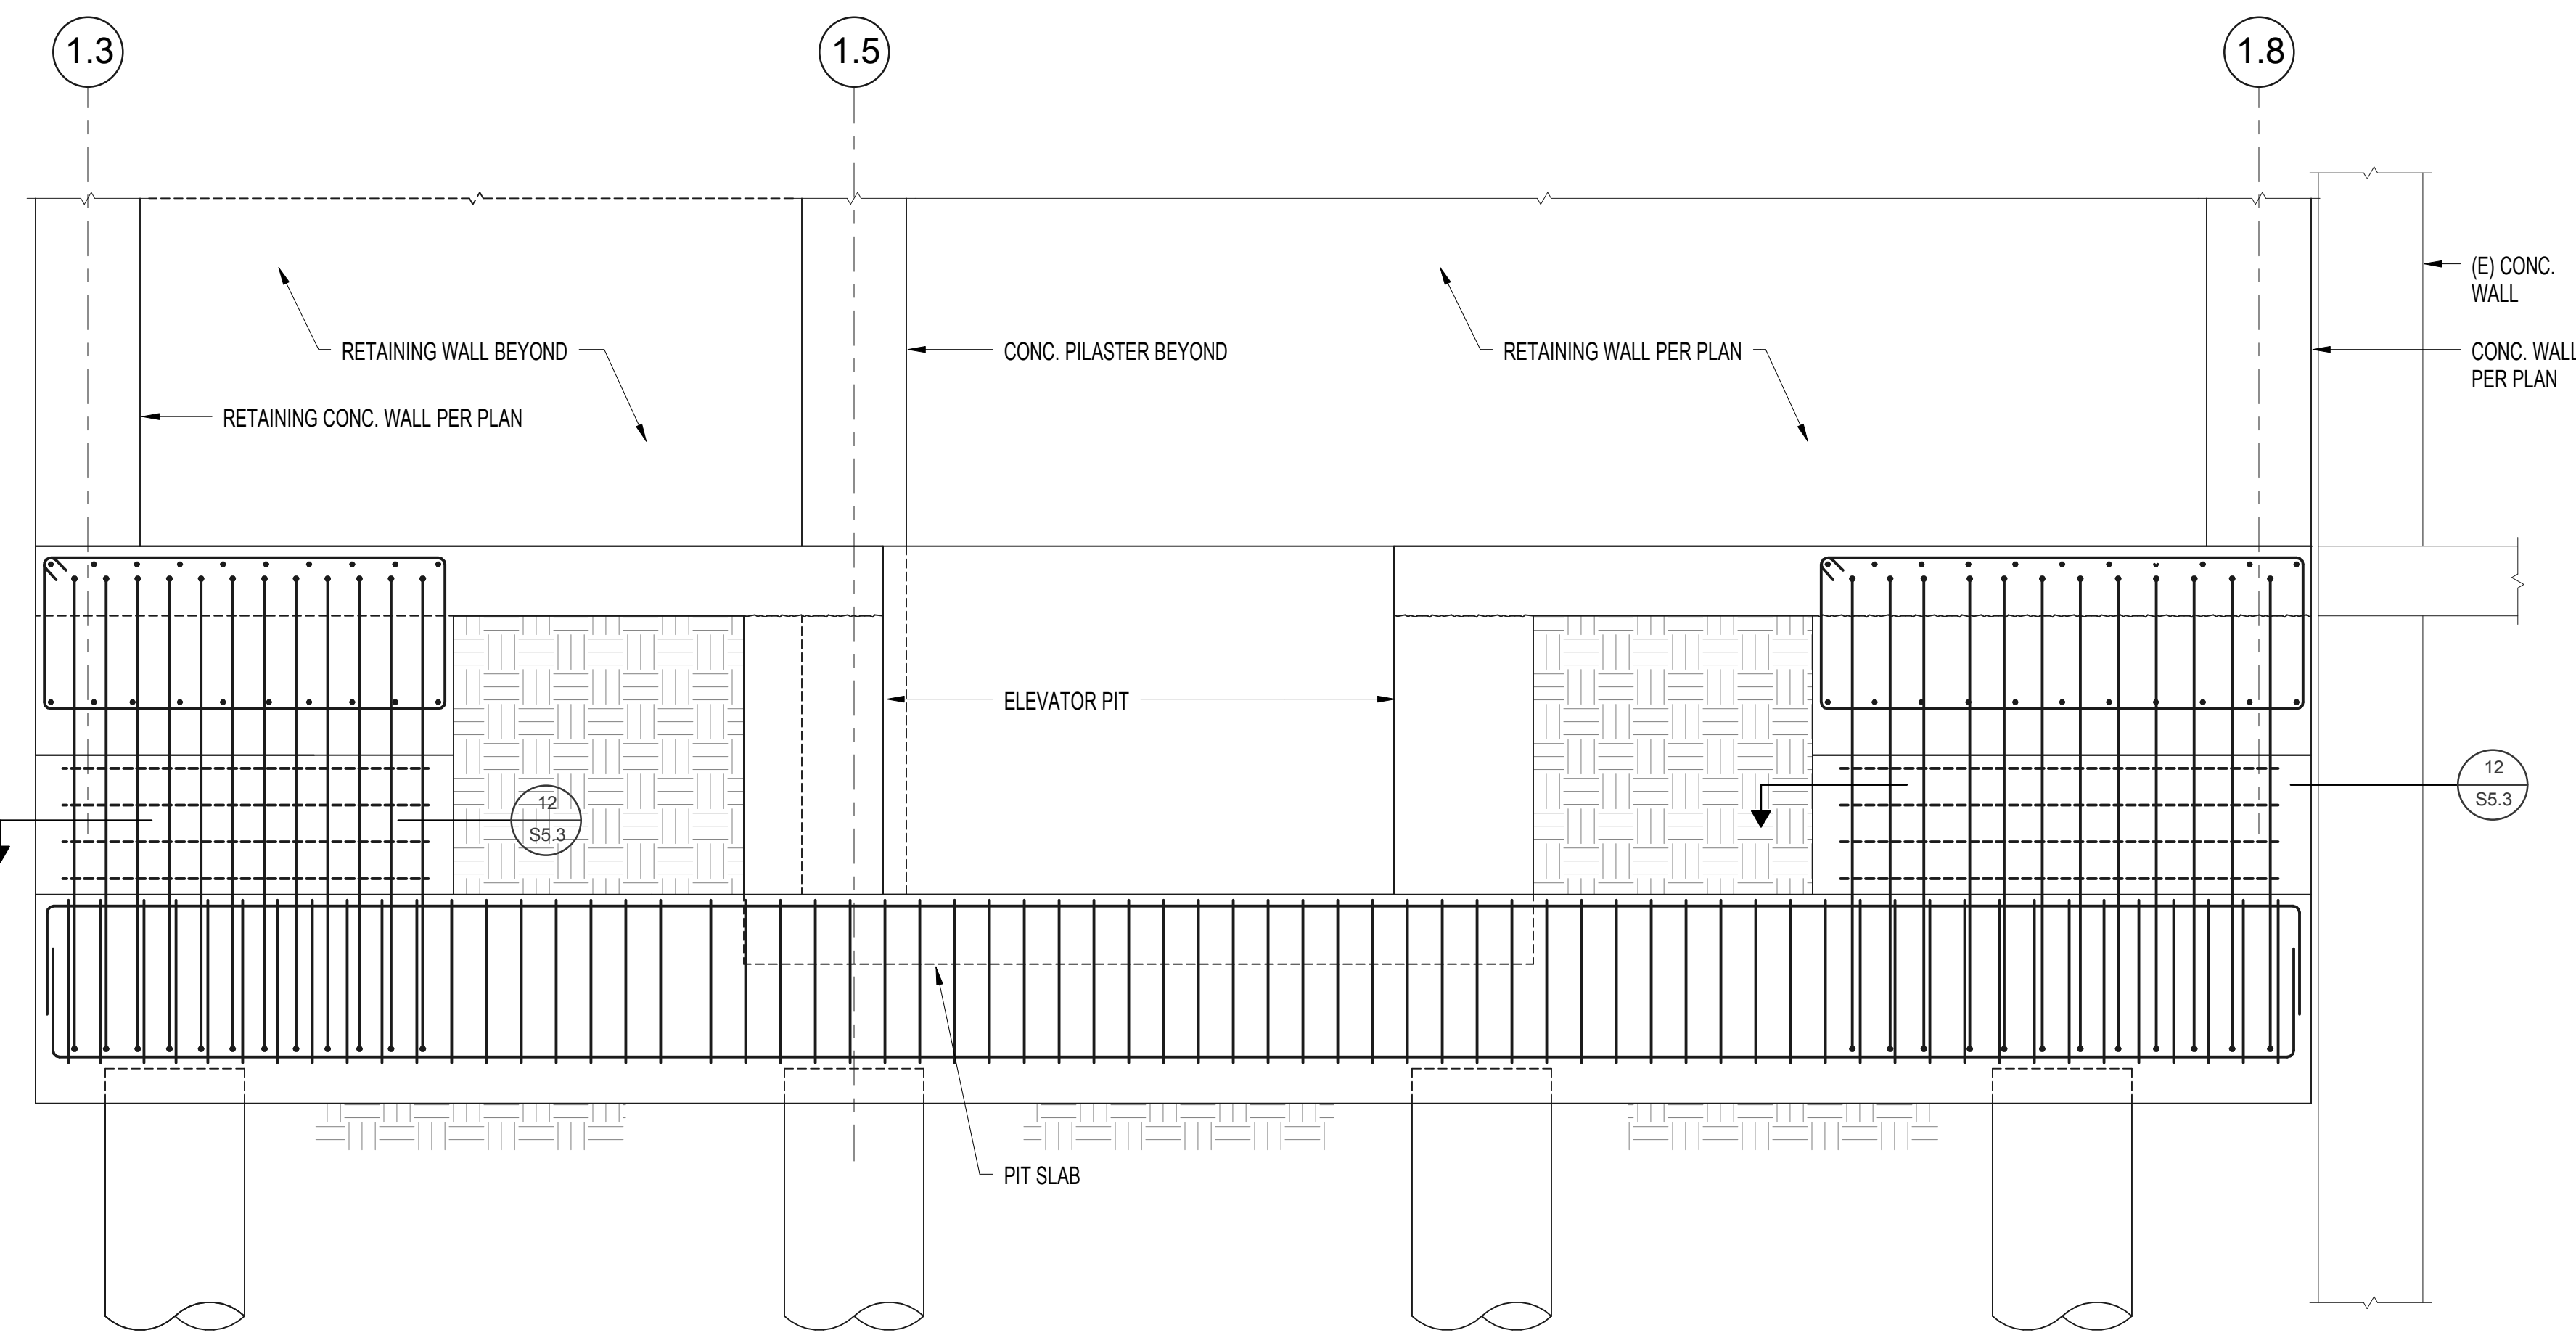 1.3
1.5
1.8
(E) CONC.
WALL
RETAINING WALL BEYOND
CONC. PILASTER BEYOND
RETAINING WALL PER PLAN
CONC. WALL
PER PLAN
RETAINING CONC. WALL PER PLAN
ELEVATOR PIT
12
S5.3
12
S5.3
PIT SLAB